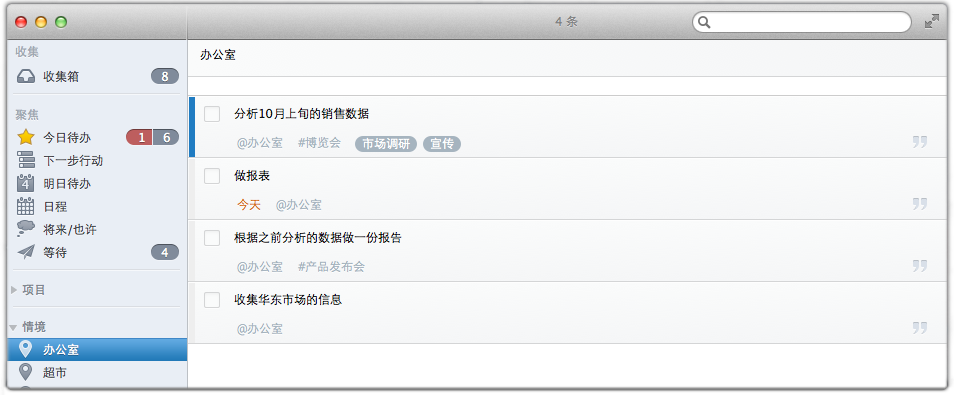 4 条
收集
收集箱 8
聚焦
今日待办 1 6
下一步行动
4 明日待办
日程
将来/也许
等待 4
项目
情境
办公室
超市
办公室
分析10月上旬的销售数据
@办公室 #博览会 市场调研 宣传
做报表
今天 @办公室
根据之前分析的数据做一份报告
@办公室 #产品发布会
收集华东市场的信息
@办公室